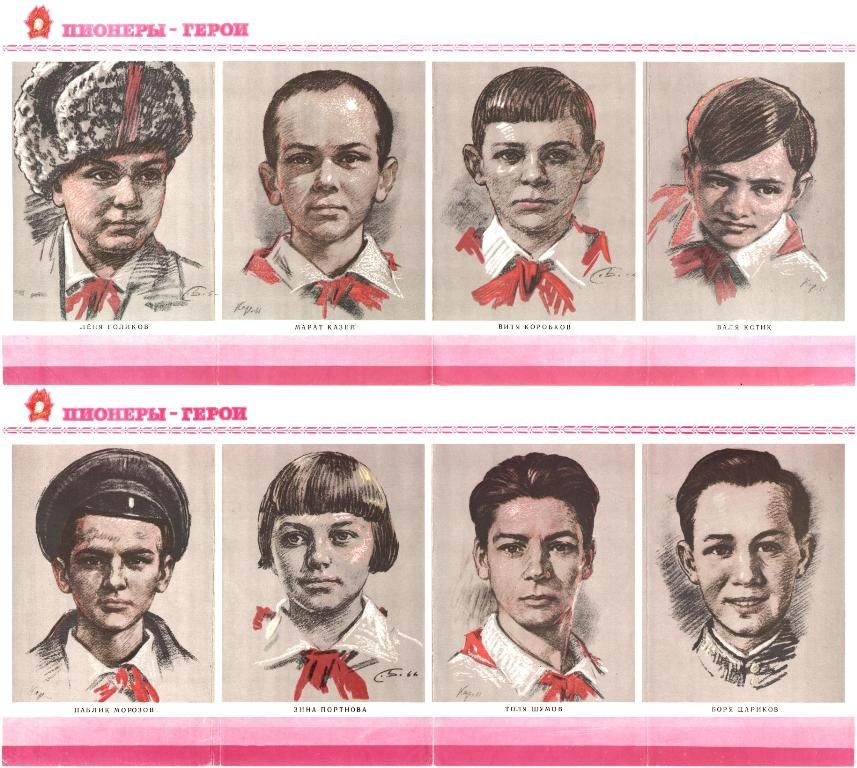 ПИОНЕРЫ - ГЕРОИ
ЛЁНЯ ГОЛИКОВ
МАРАТ КАЗЕЙ
ВИТЯ КОРОБКОВ
ВАЛЯ КОТИК
ПИОНЕРЫ - ГЕРОИ
ПАВЛИК МОРОЗОВ
ЗИНА ПОРТНОВА
ТОЛЯ ШУМОВ
БОРЯ ЦАРИКОВ